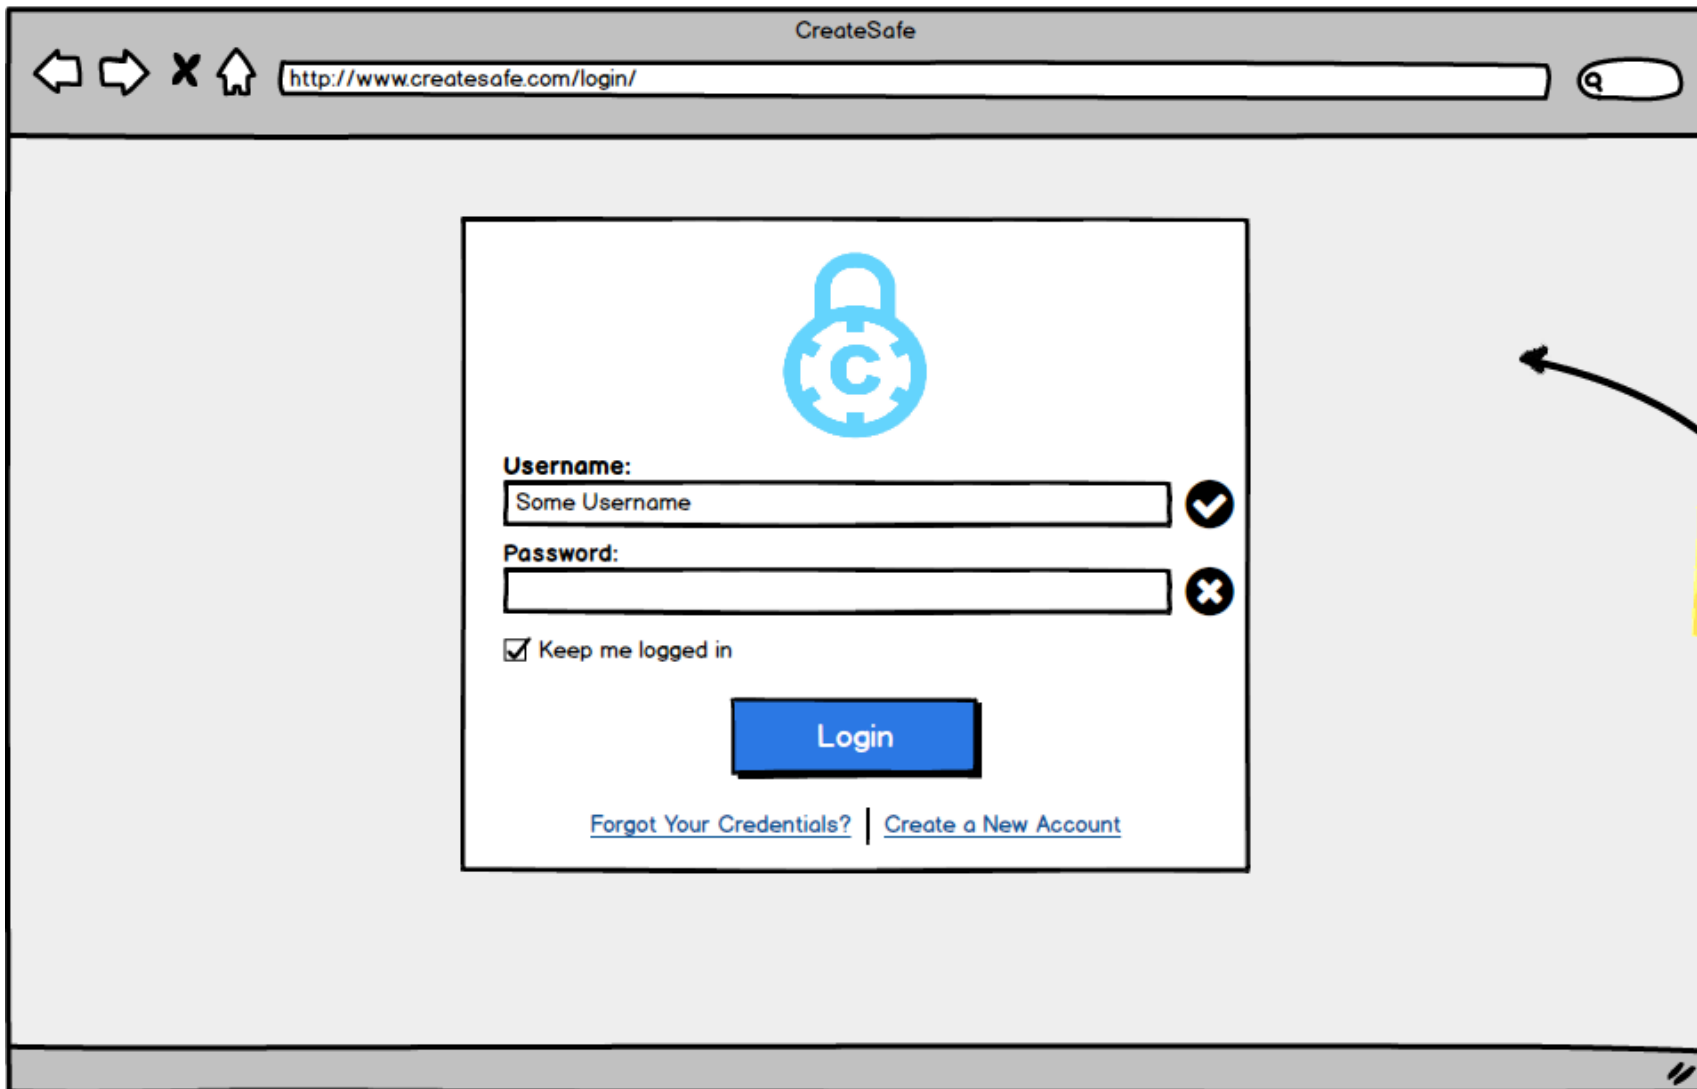 CreateSafe
http://www.createsafe.com/login/
C
Username:
Some Username
Password:
Keep me logged in
Login
Forgot Your Credentials? | Create a New Account